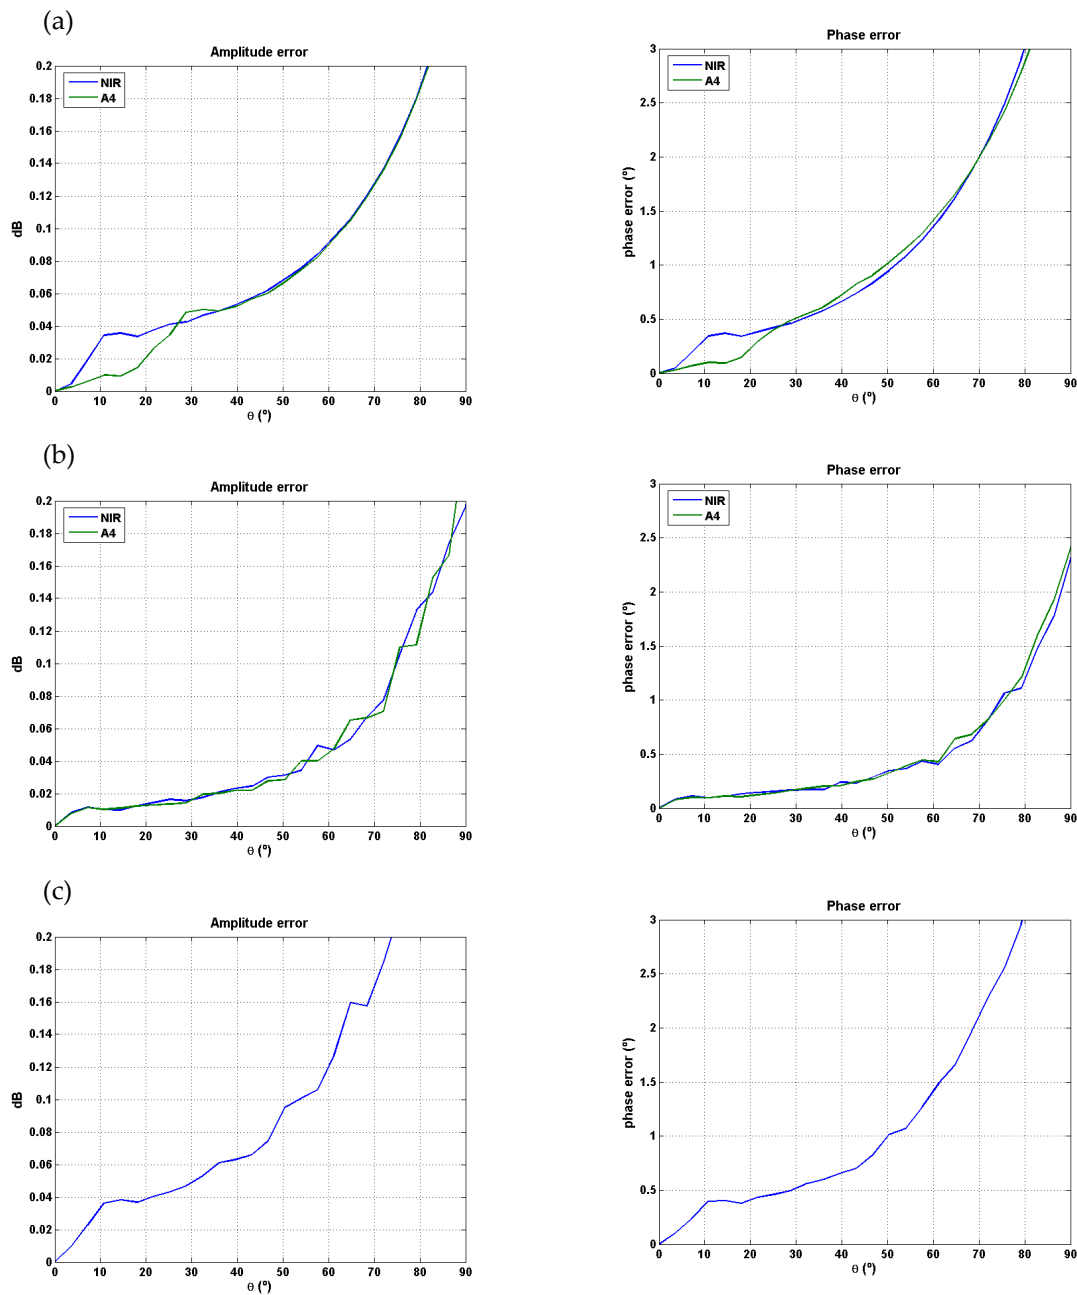 (a)
Amplitude error
0.2
0.18
0.16
0.14
0.12
0.1
0.08
0.06
0.04
0.02
0
dB
NIR
A4
0 10 20 30 40 50 60 70 80 90
θ (º)
Phase error
3
2.5
2
1.5
1
0.5
0
phase error (º)
NIR
A4
0 10 20 30 40 50 60 70 80 90
θ (º)
(b)
Amplitude error
0.2
0.18
0.16
0.14
0.12
0.1
0.08
0.06
0.04
0.02
0
dB
NIR
A4
0 10 20 30 40 50 60 70 80 90
θ (º)
Phase error
3
2.5
2
1.5
1
0.5
0
phase error (º)
NIR
A4
0 10 20 30 40 50 60 70 80 90
θ (º)
(c)
Amplitude error
0.2
0.18
0.16
0.14
0.12
0.1
0.08
0.06
0.04
0.02
0
dB
0 10 20 30 40 50 60 70 80 90
θ (º)
Phase error
3
2.5
2
1.5
1
0.5
0
phase error (º)
0 10 20 30 40 50 60 70 80 90
θ (º)